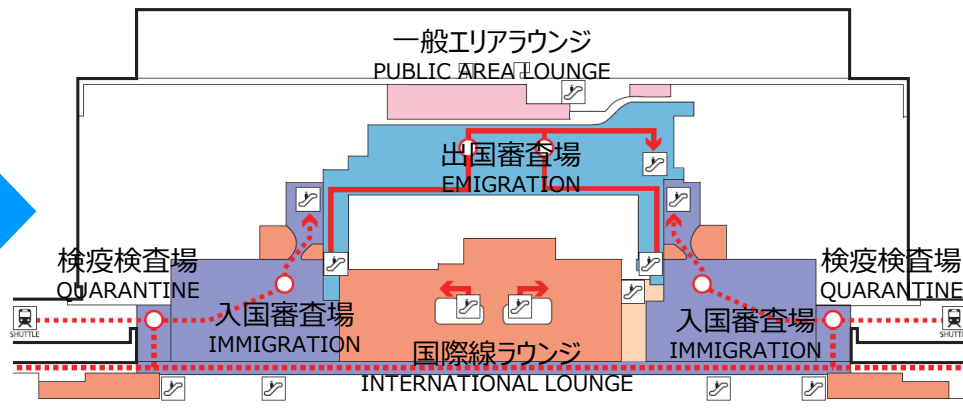 一般エリアラウンジ
PUBLIC AREA LOUNGE
出国審査場
EMIGRATION
検疫検査場
QUARANTINE
検疫検査場
QUARANTINE
SHUTTLE
入国審査場
IMMIGRATION
入国審査場
IMMIGRATION
SHUTTLE
国際線ラウンジ
INTERNATIONAL LOUNGE